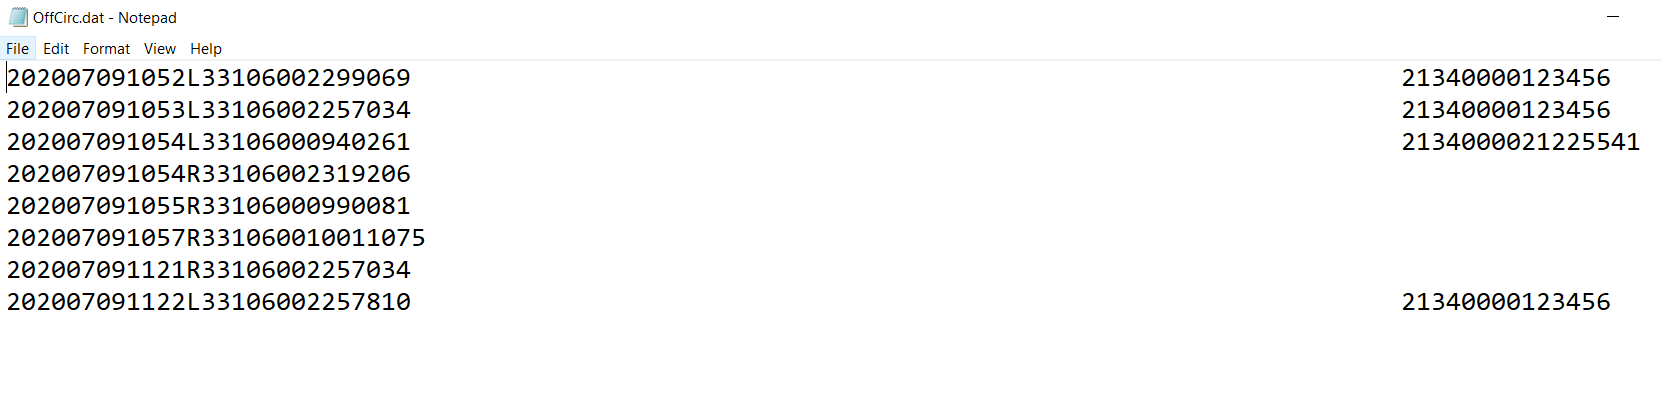 OffCirc.dat - Notepad
File Edit Format View Help
202007091052L33106002299069 21340000123456
202007091053L33106002257034 21340000123456
202007091054L33106000940261 2134000021225541
202007091054R33106002319206
202007091055R33106000990081
202007091057R331060010011075
202007091121R33106002257034
202007091122L33106002257810 21340000123456